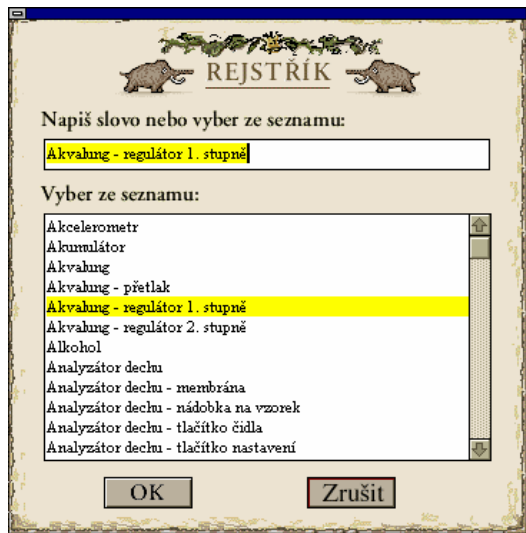 REJSTŘÍK
Napiš slovo nebo vyber ze seznamu:
Akvalung - regulátor 1. stupně
Vyber ze seznamu:
Akcelerometr
Akumulátor
Akvalung
Akvalung - přetlak
Akvalung - regulátor 1. stupně
Akvalung - regulátor 2. stupně
Alkohol
Analyzátor dechu
Analyzátor dechu - membrána
Analyzátor dechu - nádobka na vzorek
Analyzátor dechu - tlačítko čidla
Analyzátor dechu - tlačítko nastavení
OK Zrušit